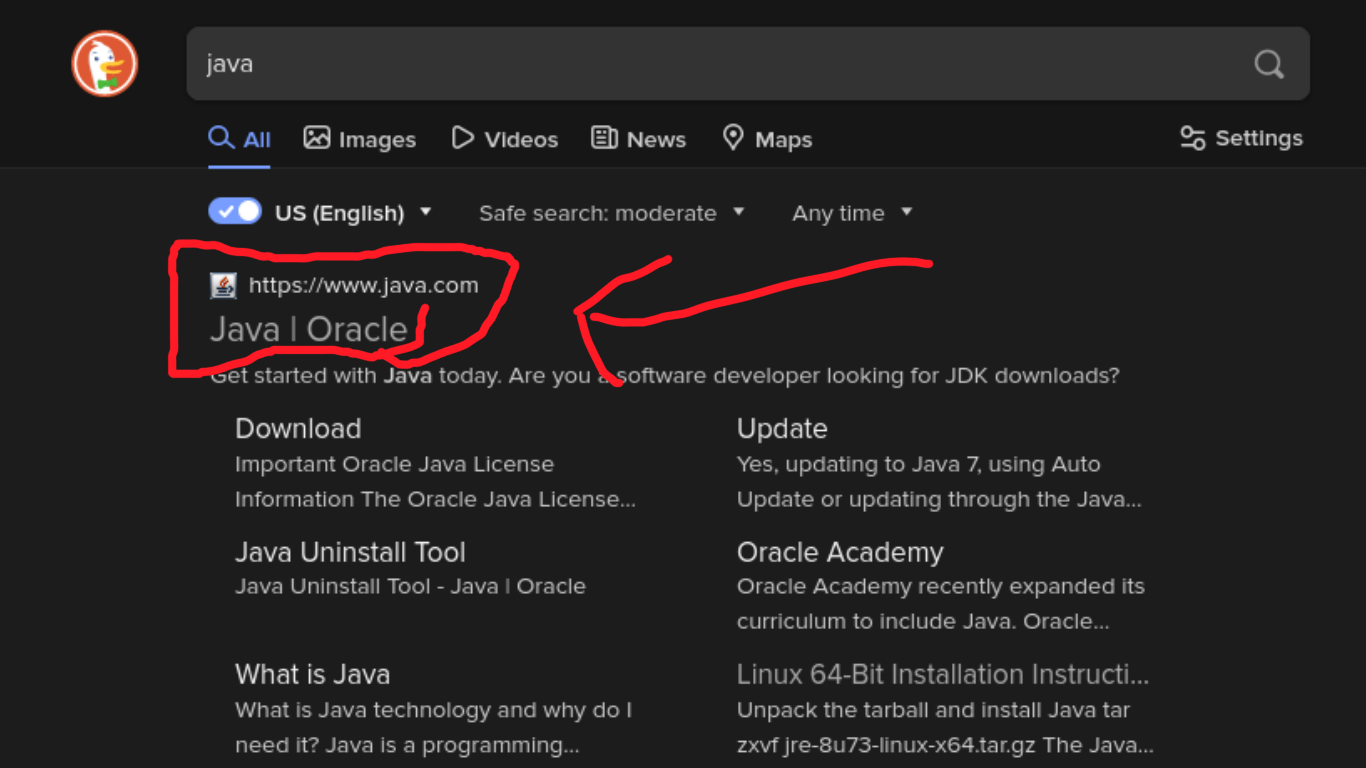 java
All Images Videos News Maps Settings
US (English) Safe search: moderate Any time
https://www.java.com
Java | Oracle
Get started with Java today. Are you a software developer looking for JDK downloads?
Download
Important Oracle Java License
Information The Oracle Java License...
Update
Yes, updating to Java 7, using Auto
Update or updating through the Java...
Java Uninstall Tool
Java Uninstall Tool - Java | Oracle
Oracle Academy
Oracle Academy recently expanded its
curriculum to include Java. Oracle...
What is Java
What is Java technology and why do I
need it? Java is a programming...
Linux 64-Bit Installation Instructi...
Unpack the tarball and install Java tar
zxvf jre-8u73-linux-x64.tar.gz The Java...